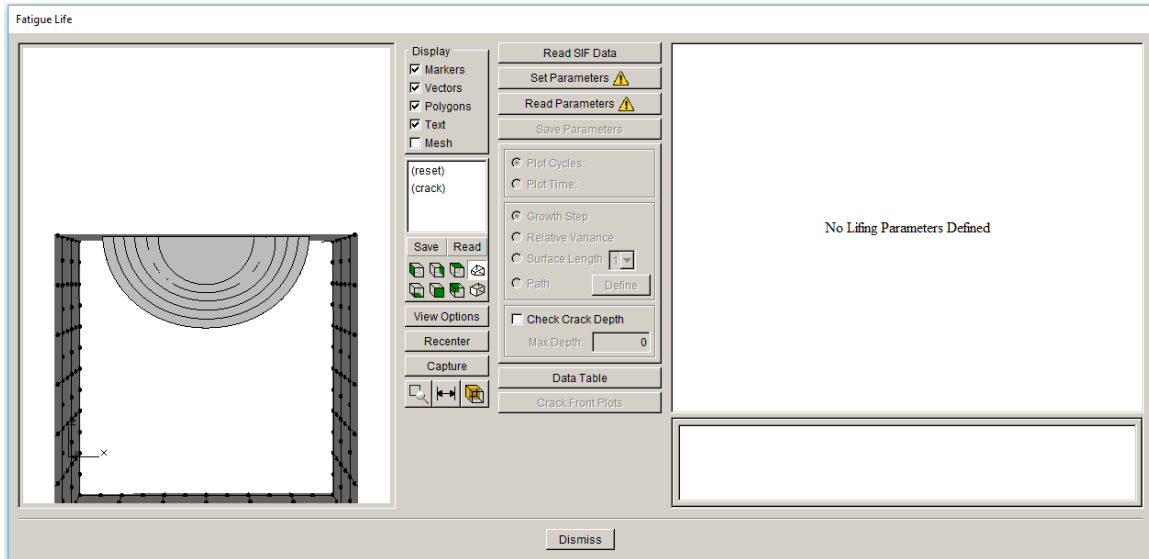 Fatigue Life
Display
Markers
Vectors
Polygons
Text
Mesh
(reset)
(crack)
Save Read
View Options
Recenter
Capture
Read SIF Data
Set Parameters
Read Parameters
Save Parameters
Plot Cycles:
Plot Time:
Growth Step
Relative Variance
Surface Length 1
Path Define
Check Crack Depth
Max Depth: 0
Data Table
Crack Front Plots
No Lifing Parameters Defined
x
Dismiss